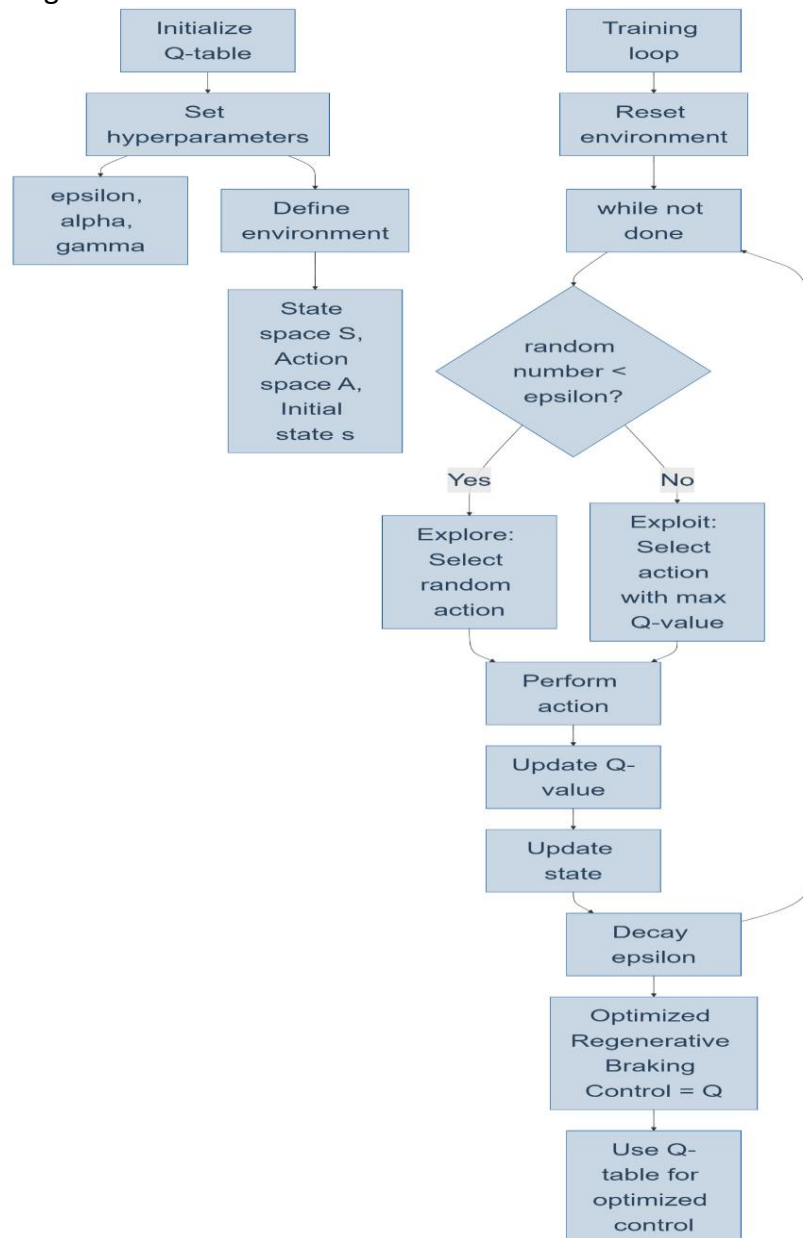 Initialize
Q-table
Set
hyperparameters
epsilon,
alpha,
gamma
Define
environment
State
space S,
Action
space A,
Initial
state s
Training
loop
Reset
environment
while not
done
random
number <
epsilon?
Yes
No
Explore:
Select
random
action
Exploit:
Select
action
with max
Q-value
Perform
action
Update Q-
value
Update
state
Decay
epsilon
Optimized
Regenerative
Braking
Control = Q
Use Q-
table for
optimized
control